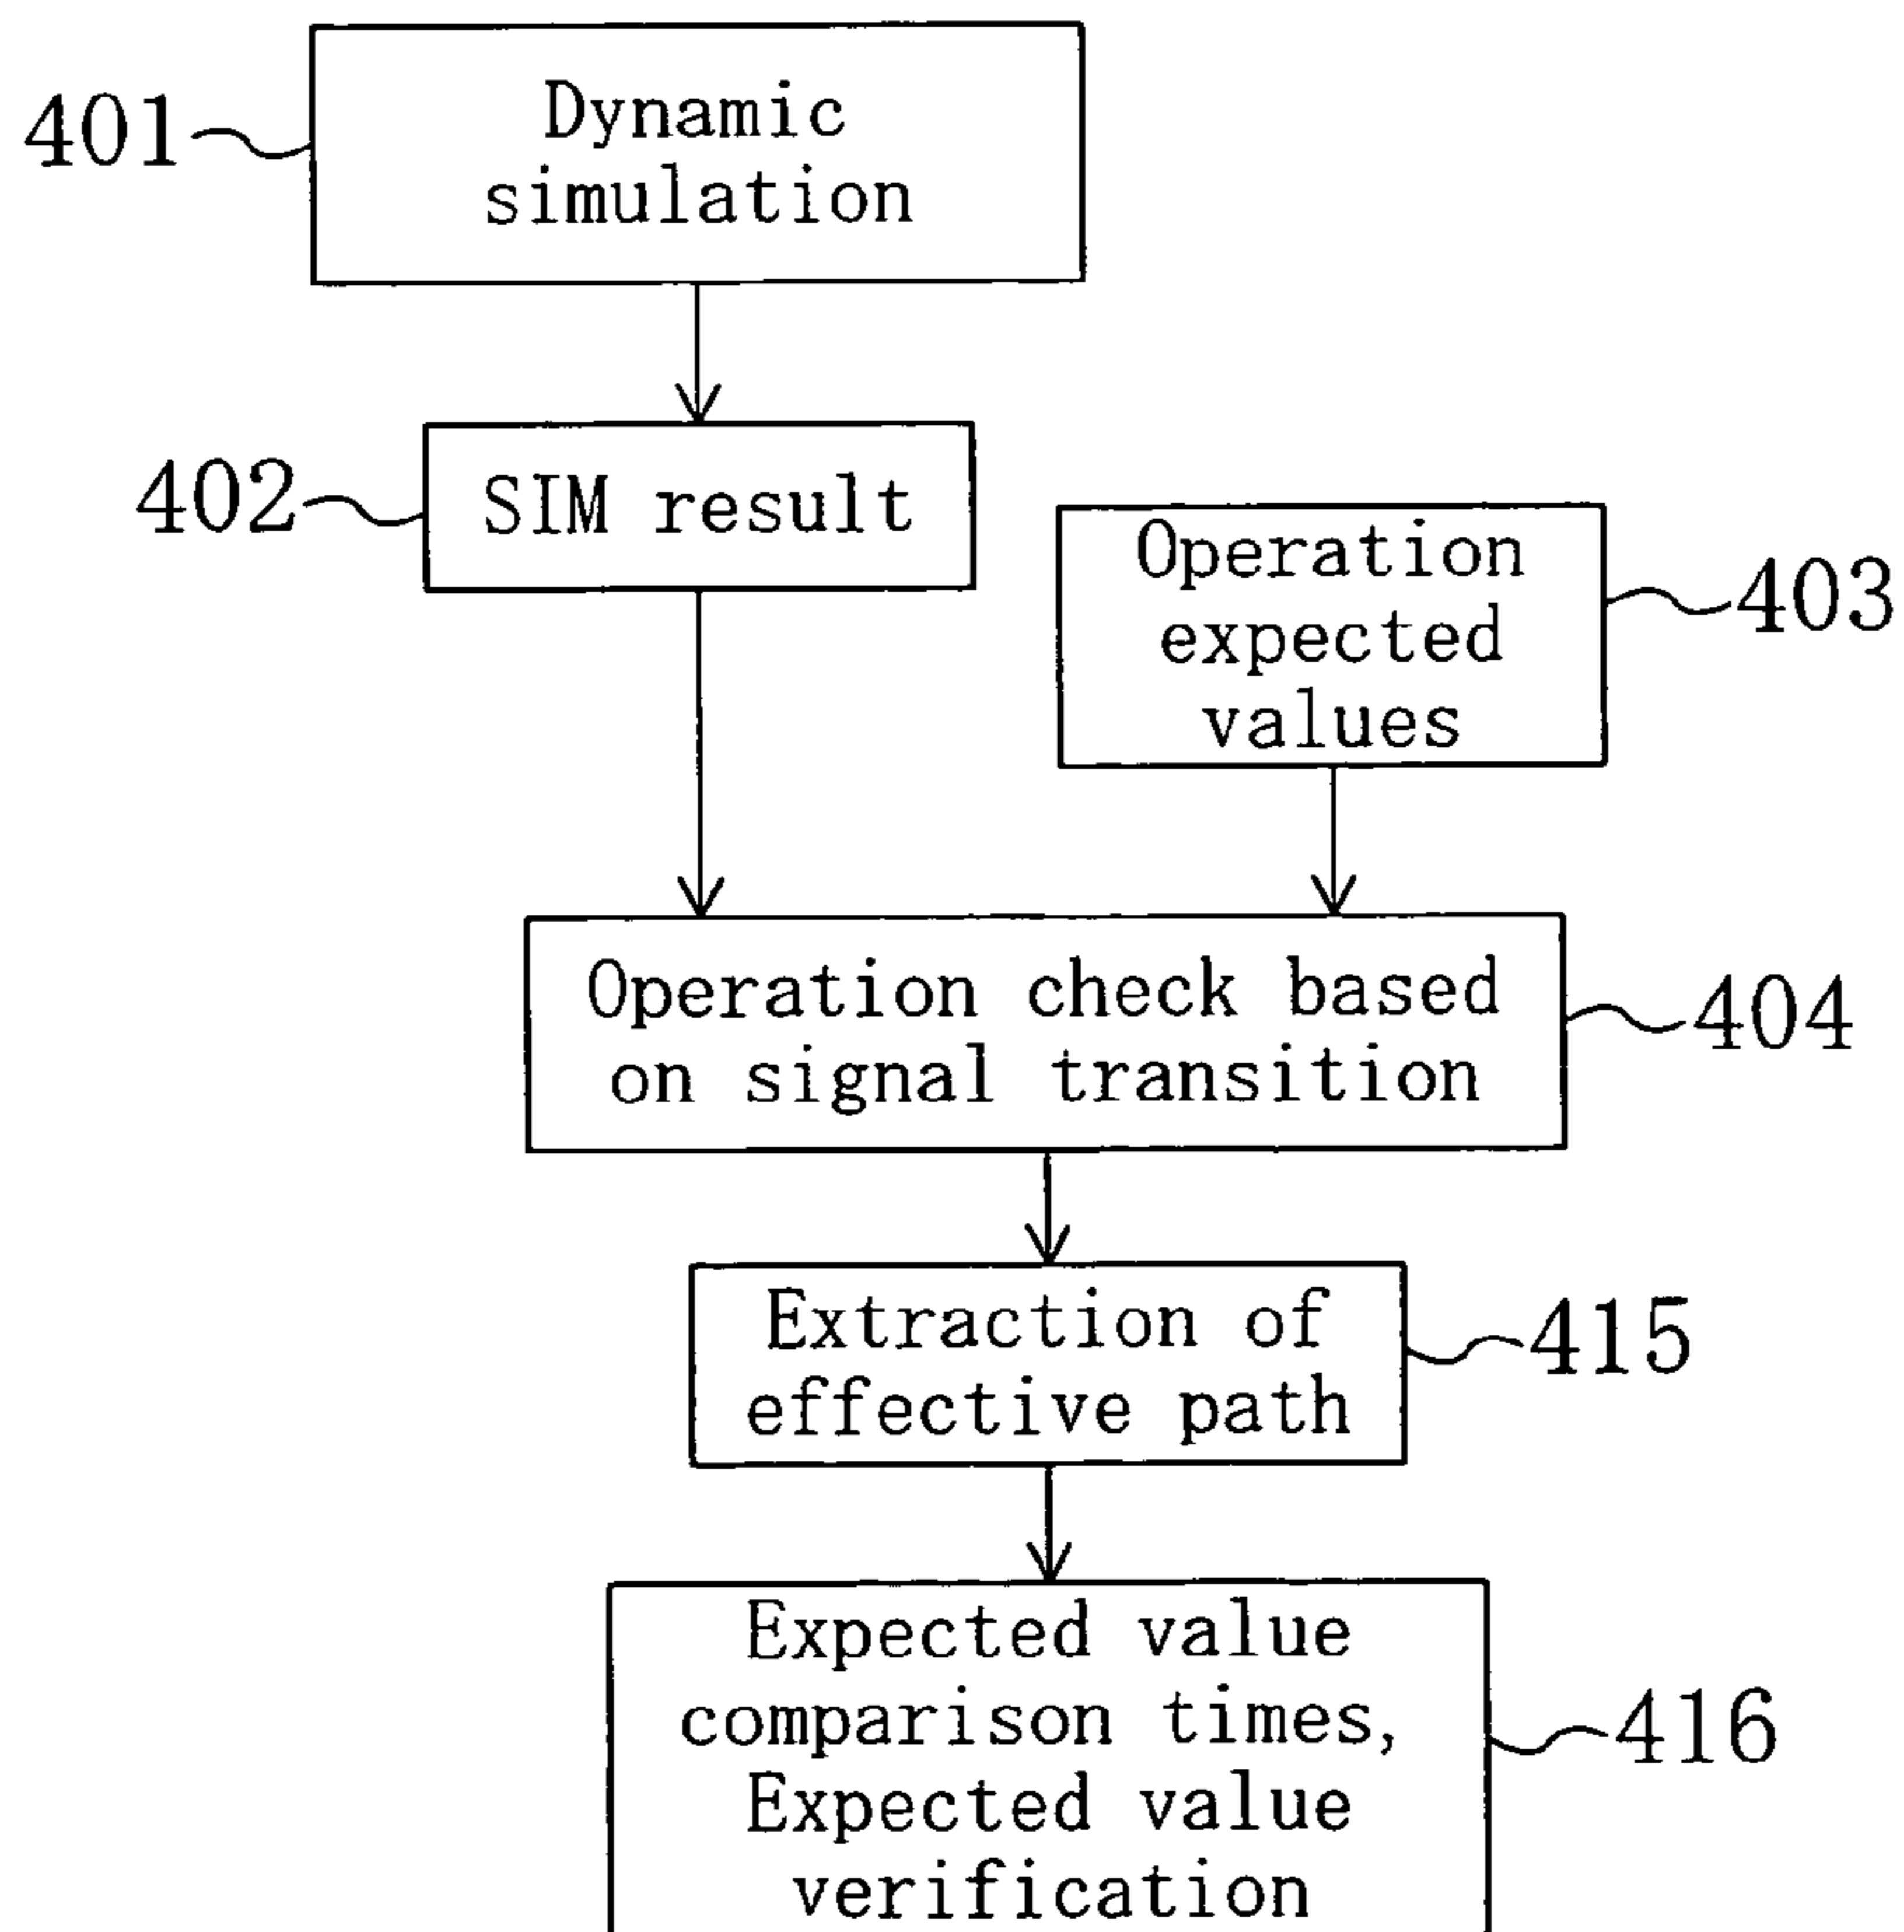 401
Dynamic
simulation
402
SIM result
Operation
expected
values
403
Operation check based
on signal transition
404
Extraction of
effective path
415
Expected value
comparison times,
Expected value
verification
416